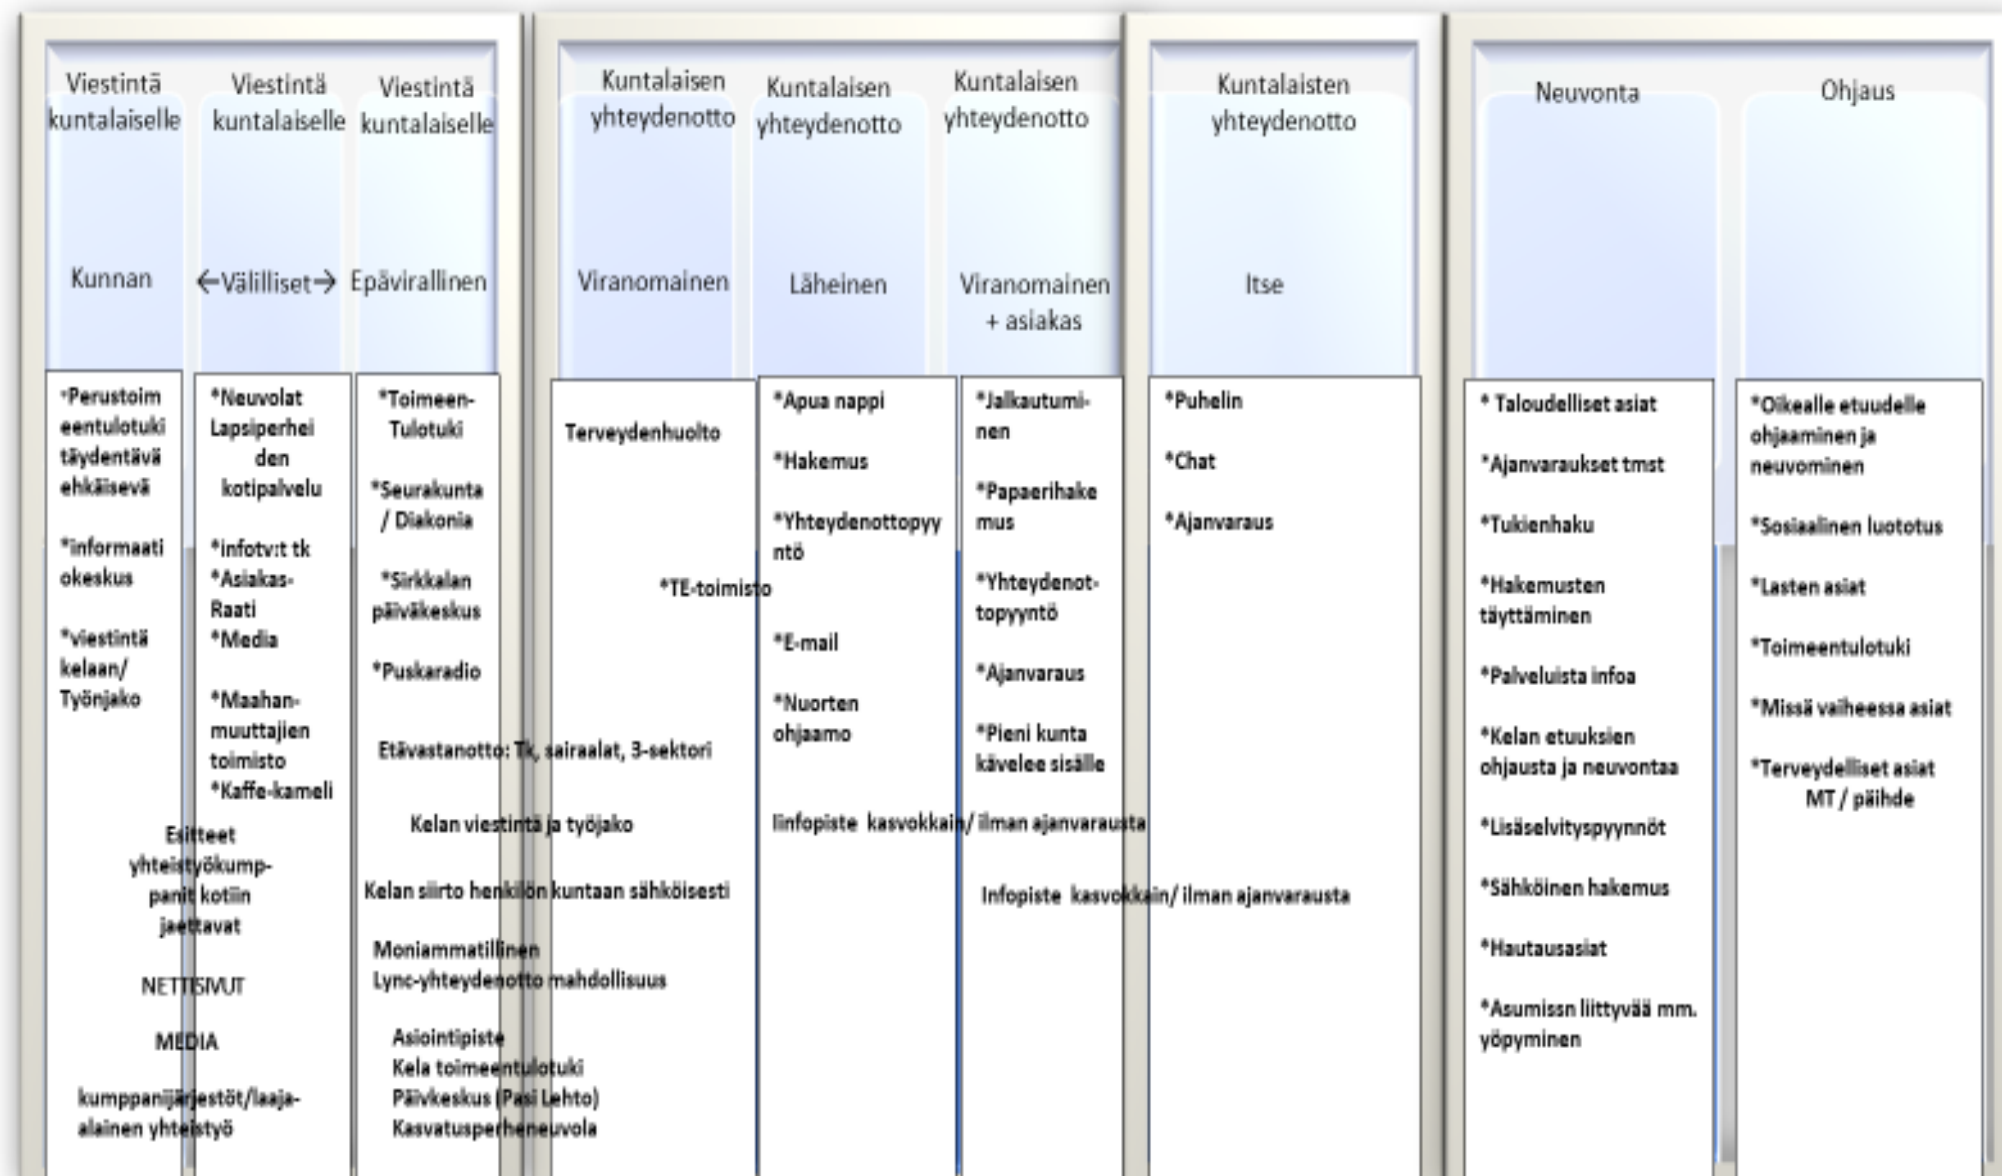 Viestintä
kuntalaiselle
Kunnan
*Perustoim
eentulotuki
täydentävä
ehkäisevä
*informaati
okeskus
*viestintä
kelaan/
Työnjako
Viestintä
kuntalaiselle
←Välilliset→
*Neuvolat
Lapsiperhei
den
kotipalvelu
*infotv:t tk
*Asiakas-
Raati
*Media
*Maahan-
muuttajien
toimisto
*Kaffe-kameli
Esitteet
yhteistyökump-
panit kotiin
jaettavat
NETTISIVUT
MEDIA
kumppanijärjestöt/laaja-
alainen yhteistyö
Viestintä
kuntalaiselle
Epävirallinen
*Toimeen-
Tulotuki
*Seurakunta
/ Diakonia
*Sirkkalan
päiväkeskus
*Puskaradio
Etävastanotto: Tk, sairaalat, 3-sektori
Kelan viestintä ja työjako
Kelan siirto henkilön kuntaan sähköisesti
Moniammatillinen
Lync-yhteydenotto mahdollisuus
Asiointipiste
Kela toimeentulotuki
Päivkeskus (Pasi Lehto)
Kasvatusperheneuvola
Kuntalaisen
yhteydenotto
Viranomainen
Terveydenhuolto
*TE-toimisto
Kuntalaisen
yhteydenotto
Läheinen
*Apua nappi
*Hakemus
*Yhteydenottopyy
ntö
*E-mail
*Nuorten
ohjaamo
Iinfopiste kasvokkain/ ilman ajanvarausta
Kuntalaisen
yhteydenotto
Viranomainen
+ asiakas
*Jalkautumi-
nen
*Papaerihake
mus
*Yhteydenot-
topyyntö
*Ajanvaraus
*Pieni kunta
kävelee sisälle
Infopiste kasvokkain/ ilman ajanvarausta
Kuntalaisten
yhteydenotto
Itse
*Puhelin
*Chat
*Ajanvaraus
Neuvonta
* Taloudelliset asiat
*Ajanvaraukset tmst
*Tukienhaku
*Hakemusten
täyttäminen
*Palveluista infoa
*Kelan etuuksien
ohjausta ja neuvontaa
*Lisäselvityspyynnöt
*Sähköinen hakemus
*Hautausasiat
*Asumissn liittyvää mm.
yöpyminen
Ohjaus
*Oikealle etuudelle
ohjaaminen ja
neuvominen
*Sosiaalinen luototus
*Lasten asiat
*Toimeentulotuki
*Missä vaiheessa asiat
*Terveydelliset asiat
MT / päihde